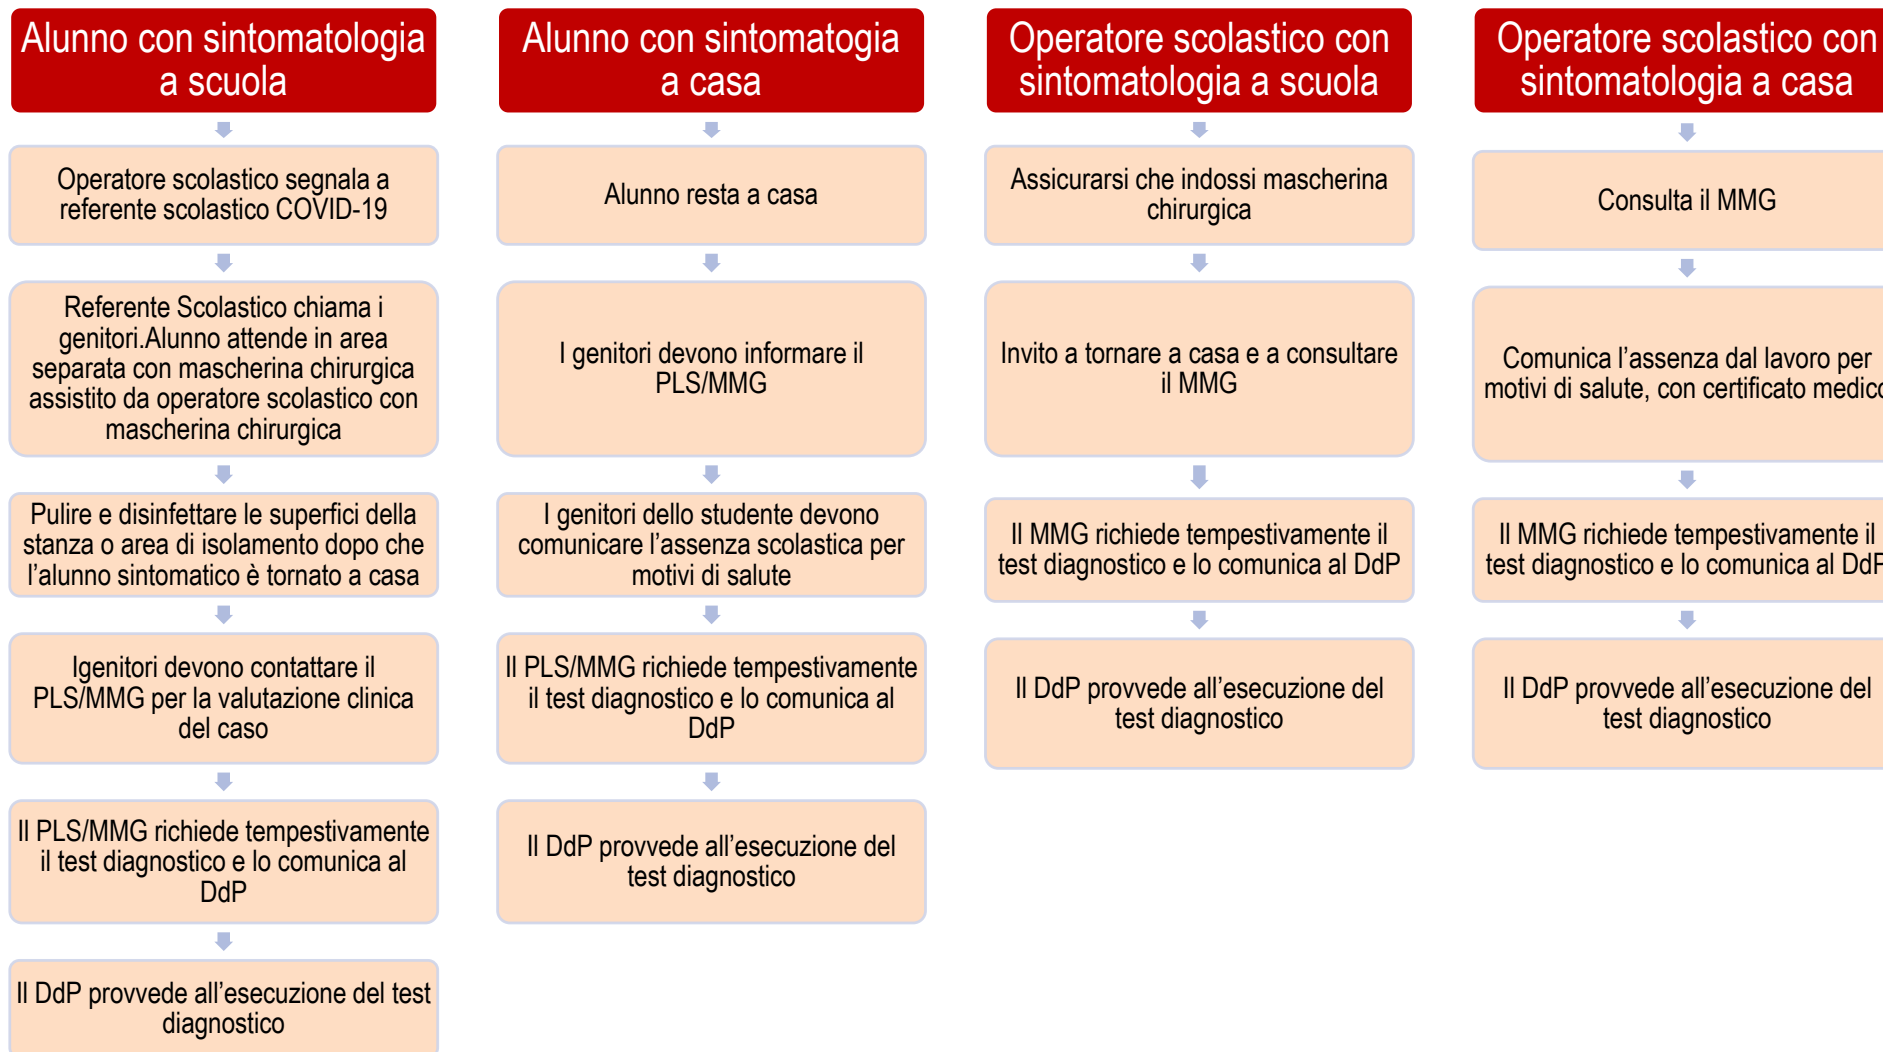 Alunno con sintomatologia
a scuola
Operatore scolastico segnala a
referente scolastico COVID-19
Referente Scolastico chiama i
genitori.Alunno attende in area
separata con mascherina chirurgica
assistito da operatore scolastico con
mascherina chirurgica
Pulire e disinfettare le superfici della
stanza o area di isolamento dopo che
l’alunno sintomatico è tornato a casa
Igenitori devono contattare il
PLS/MMG per la valutazione clinica
del caso
Il PLS/MMG richiede tempestivamente
il test diagnostico e lo comunica al
DdP
Il DdP provvede all’esecuzione del test
diagnostico
Alunno con sintomatogia
a casa
Alunno resta a casa
I genitori devono informare il
PLS/MMG
I genitori dello studente devono
comunicare l’assenza scolastica per
motivi di salute
Il PLS/MMG richiede tempestivamente
il test diagnostico e lo comunica al
DdP
Il DdP provvede all’esecuzione del
test diagnostico
Operatore scolastico con
sintomatologia a scuola
Assicurarsi che indossi mascherina
chirurgica
Invito a tornare a casa e a consultare
il MMG
Il MMG richiede tempestivamente il
test diagnostico e lo comunica al DdP
Il DdP provvede all’esecuzione del
test diagnostico
Operatore scolastico con
sintomatologia a casa
Consulta il MMG
Comunica l’assenza dal lavoro per
motivi di salute, con certificato medico
Il MMG richiede tempestivamente il
test diagnostico e lo comunica al DdP
Il DdP provvede all’esecuzione del
test diagnostico